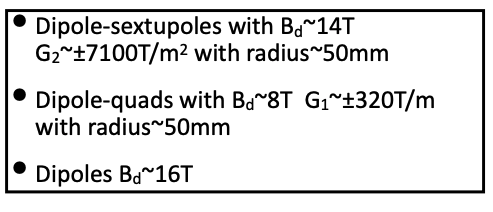 • Dipole-sextupoles with Bd~14T
G₂~±7100T/m² with radius~50mm
• Dipole-quads with Bd~8T G₁~±320T/m
with radius~50mm
• Dipoles Bd~16T